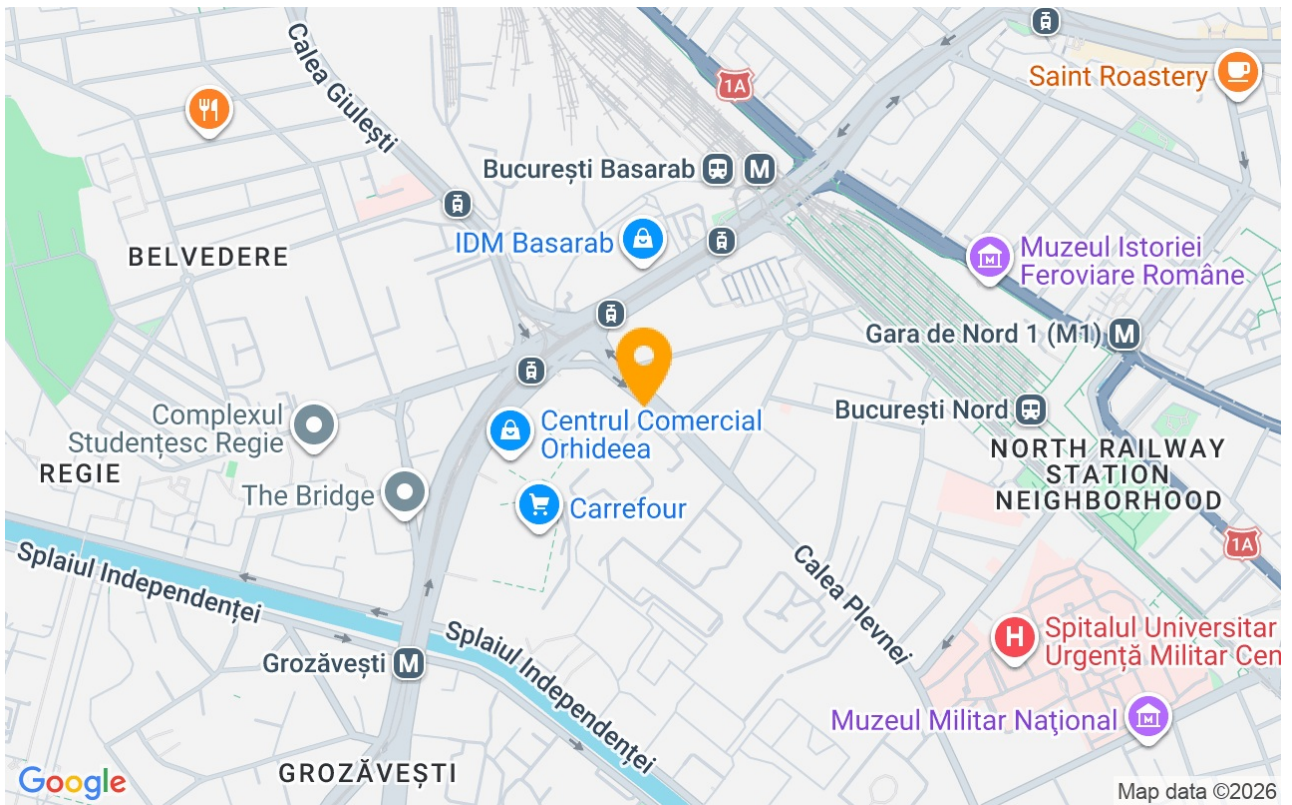 Calea Giulești
1A
Saint Roastery
București Basarab
M
IDM Basarab
BELVEDERE
Muzeul Istoriei
Feroviare Române
Gara de Nord 1 (M1)
M
Complexul
Studențesc Regie
Centrul Comercial
Orhideea
București Nord
REGIE
NORTH RAILWAY
STATION
NEIGHBORHOOD
The Bridge
Carrefour
1A
Splaiul Independenței
Calea Plevnei
Splaiul Independenței
H
Spitalul Universitar
Urgență Militar Cen
Grozăvești
M
Muzeul Militar Naţional
GROZĂVEȘTI
Google
Map data ©2026